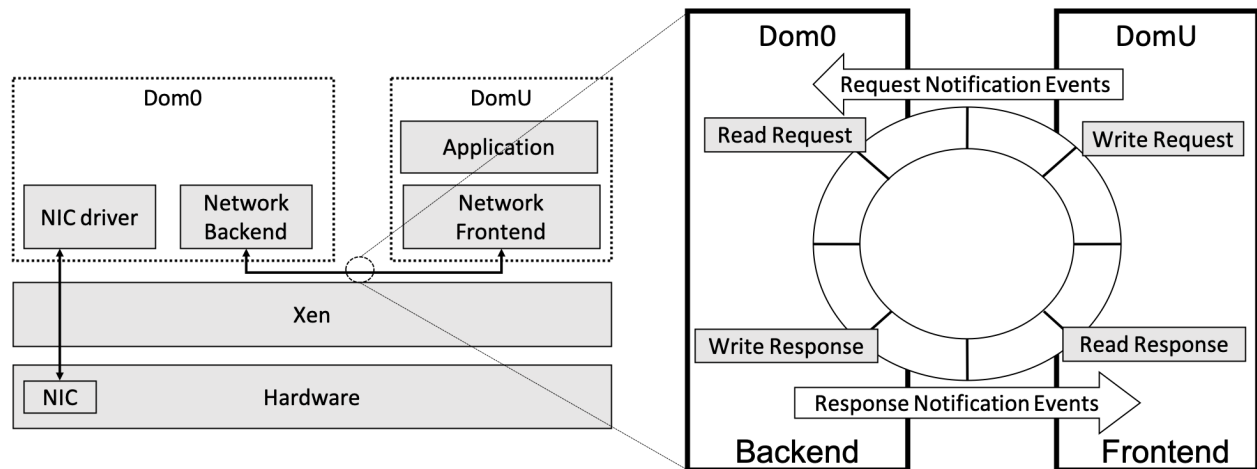 Dom0
DomU
Application
NIC driver
Network
Backend
Network
Frontend
Xen
NIC
Hardware
Dom0
DomU
Request Notification Events
Read Request
Write Request
Write Response
Read Response
Response Notification Events
Backend
Frontend